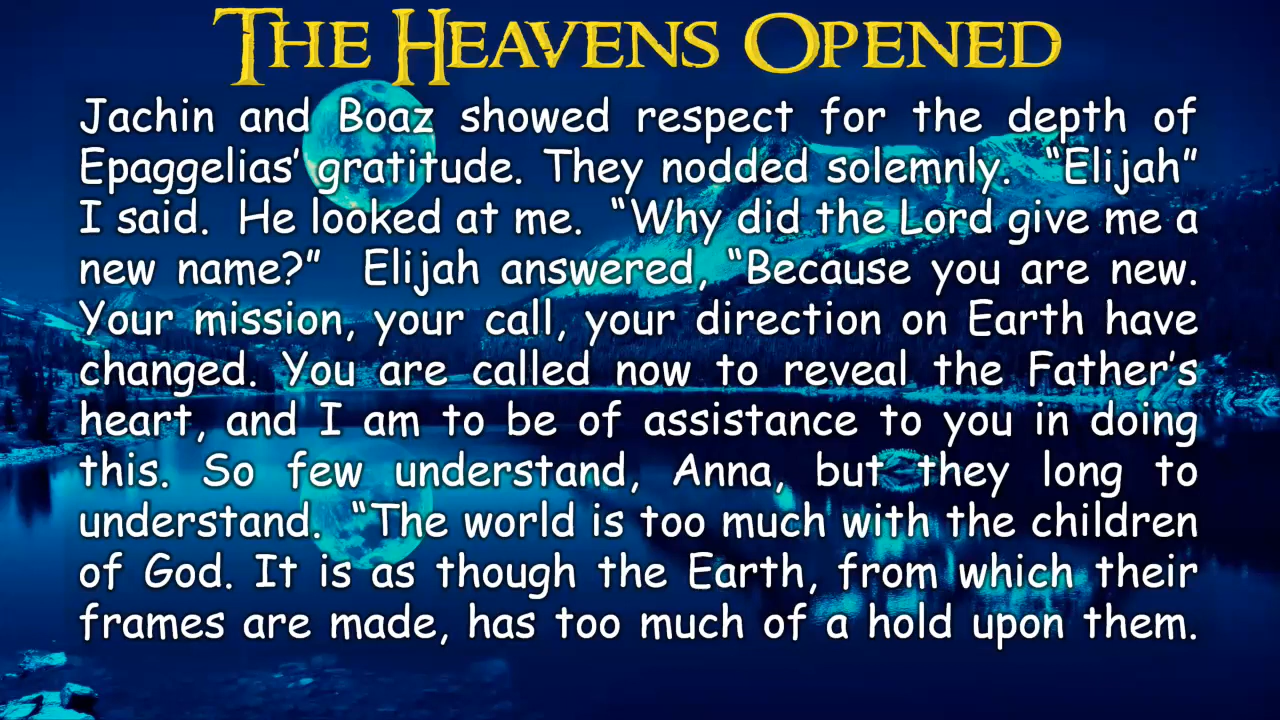 THE HEAVENS OPENED
Jachin and Boaz showed respect for the depth of
Epaggelias’ gratitude. They nodded solemnly.  “Elijah”
I said.  He looked at me.  “Why did the Lord give me a
new name?”  Elijah answered, “Because you are new.
Your mission, your call, your direction on Earth have
changed. You are called now to reveal the Father’s
heart, and I am to be of assistance to you in doing
this. So few understand, Anna, but they long to
understand. “The world is too much with the children
of God. It is as though the Earth, from which their
frames are made, has too much of a hold upon them.